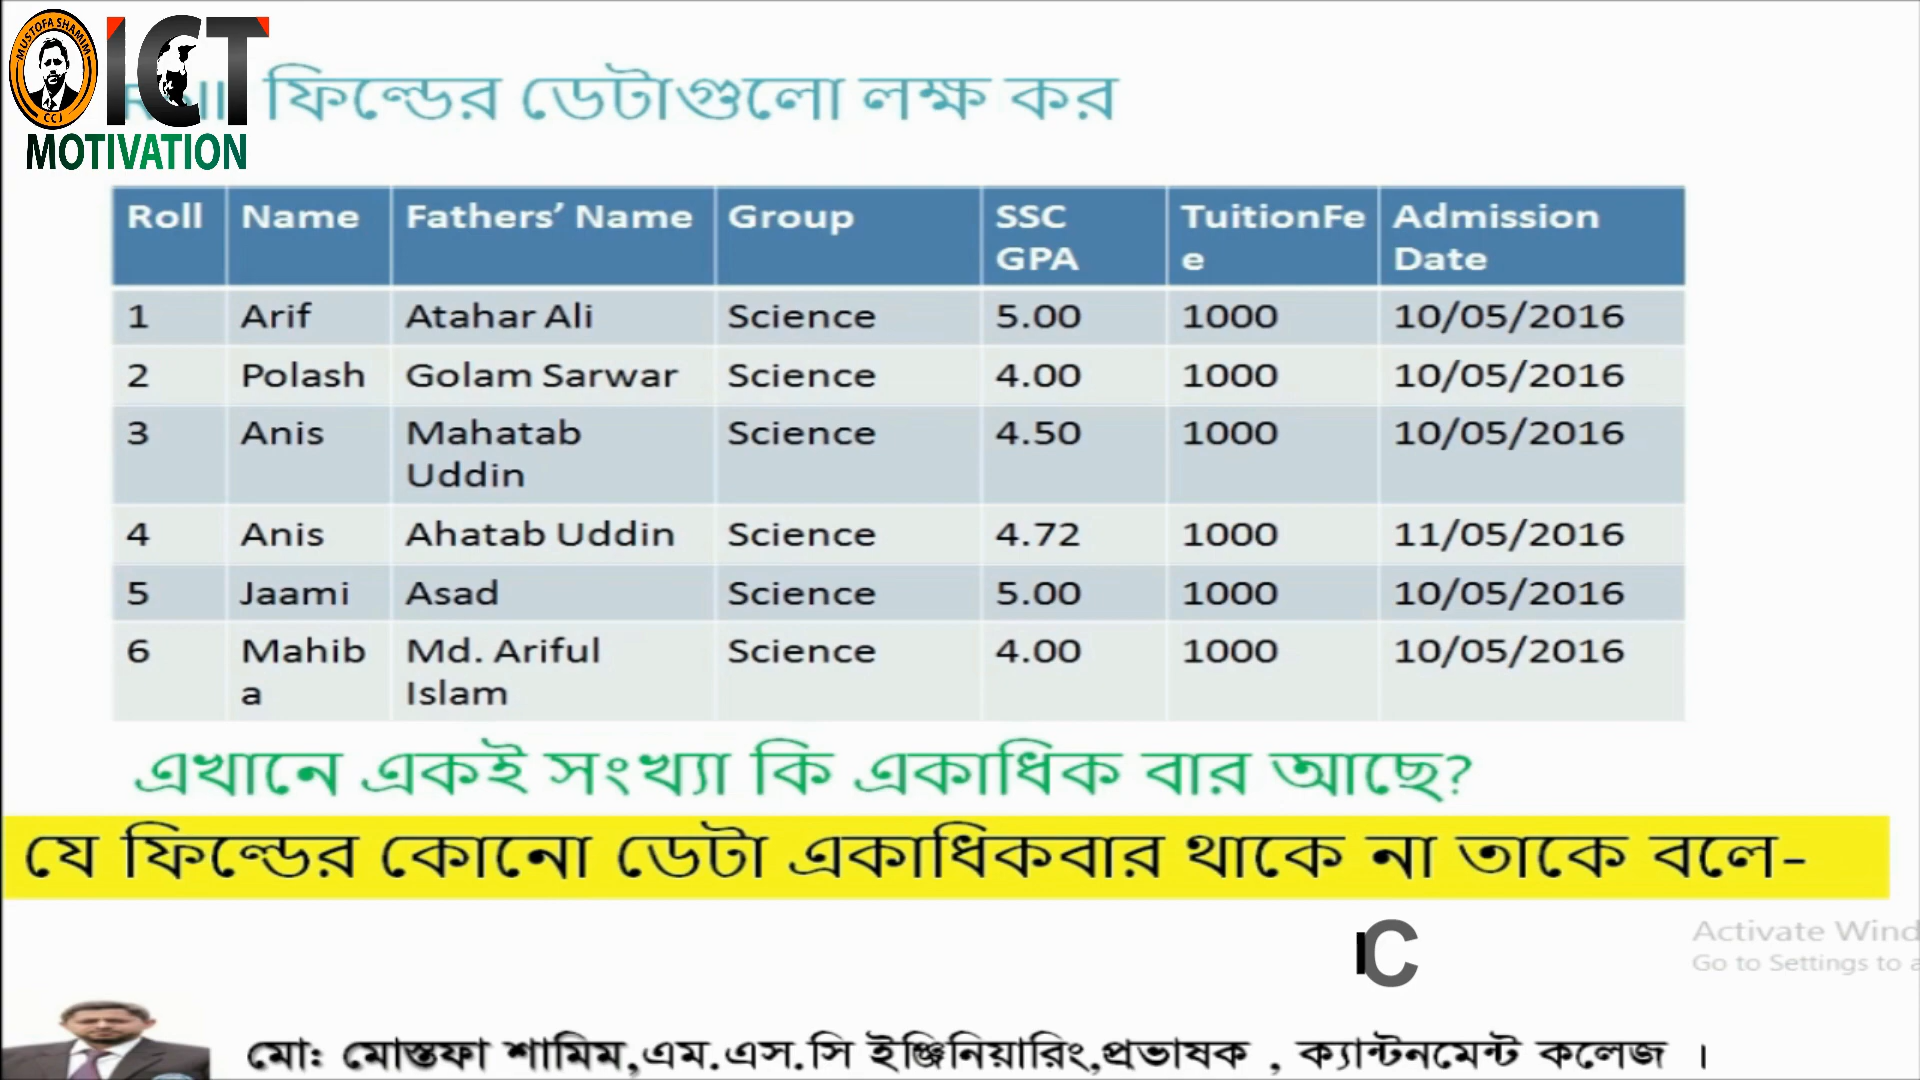 MUSTOFA SHAMIM
CCJ
ICT
MOTIVATION
Roll ফিল্ডের ডেটাগুলো লক্ষ কর
Roll Name Fathers’ Name Group SSC GPA TuitionFee Admission Date
1 Arif Atahar Ali Science 5.00 1000 10/05/2016
2 Polash Golam Sarwar Science 4.00 1000 10/05/2016
3 Anis Mahatab Uddin Science 4.50 1000 10/05/2016
4 Anis Ahatab Uddin Science 4.72 1000 11/05/2016
5 Jaami Asad Science 5.00 1000 10/05/2016
6 Mahiba Md. Ariful Islam Science 4.00 1000 10/05/2016
এখানে একই সংখ্যা কি একাধিক বার আছে?
যে ফিল্ডের কোনো ডেটা একাধিকবার থাকে না তাকে বলে-
IC
Activate Wind
Go to Settings to a
মো: মোস্তফা শামিম,এম.এস.সি ইঞ্জিনিয়ারিং,প্রভাষক , ক্যান্টনমেন্ট কলেজ ।